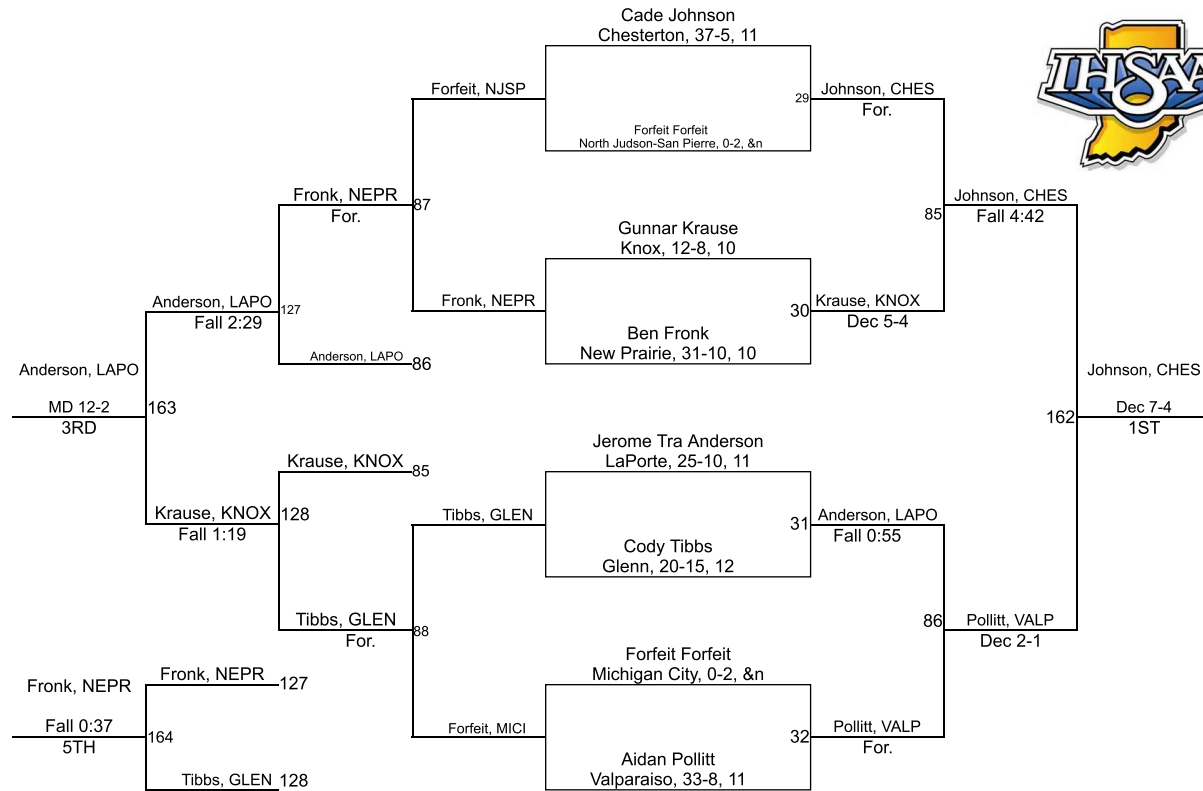 Cade Johnson
Chesterton, 37-5, 11
IHSAA
Forfeit, NJSP
29
Johnson, CHES
For.
Forfeit Forfeit
North Judson-San Pierre, 0-2, &n
Fronk, NEPR
For.
87
85
Johnson, CHES
Fall 4:42
Gunnar Krause
Knox, 12-8, 10
Anderson, LAPO
Fall 2:29
127
Fronk, NEPR
30
Krause, KNOX
Dec 5-4
Ben Fronk
New Prairie, 31-10, 10
Anderson, LAPO
86
Anderson, LAPO
MD 12-2
3RD
163
162
Johnson, CHES
Dec 7-4
1ST
Jerome Tra Anderson
LaPorte, 25-10, 11
Krause, KNOX
85
Krause, KNOX
Fall 1:19
128
Tibbs, GLEN
31
Anderson, LAPO
Fall 0:55
Cody Tibbs
Glenn, 20-15, 12
Tibbs, GLEN
For.
88
86
Pollitt, VALP
Dec 2-1
Forfeit Forfeit
Michigan City, 0-2, &n
Fronk, NEPR
Fall 0:37
5TH
Fronk, NEPR
127
164
Forfeit, MICI
32
Pollitt, VALP
For.
Aidan Pollitt
Valparaiso, 33-8, 11
Tibbs, GLEN
128